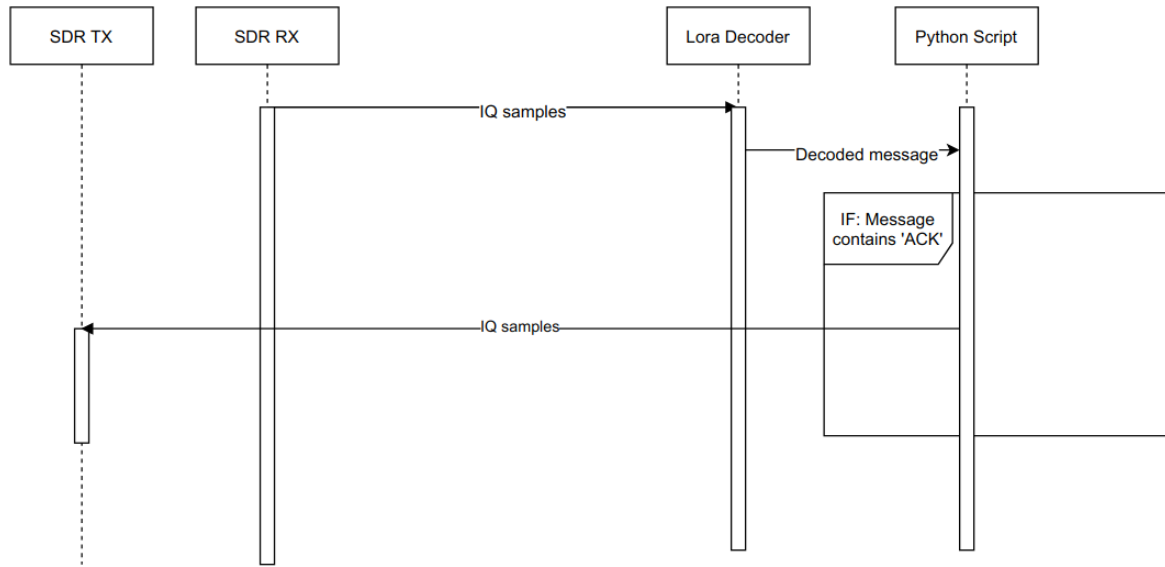 SDR TX
SDR RX
Lora Decoder
Python Script
IQ samples
Decoded message
IF: Message
contains 'ACK'
IQ samples